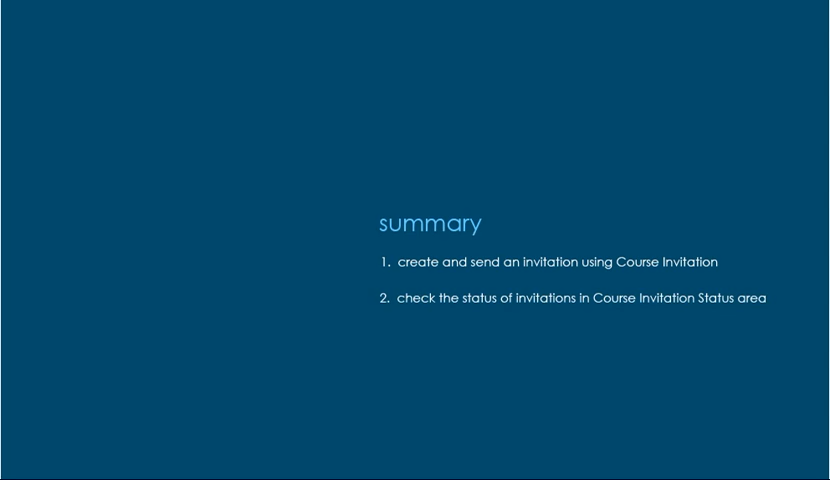 summary
1. create and send an invitation using Course Invitation
2. check the status of invitations in Course Invitation Status area